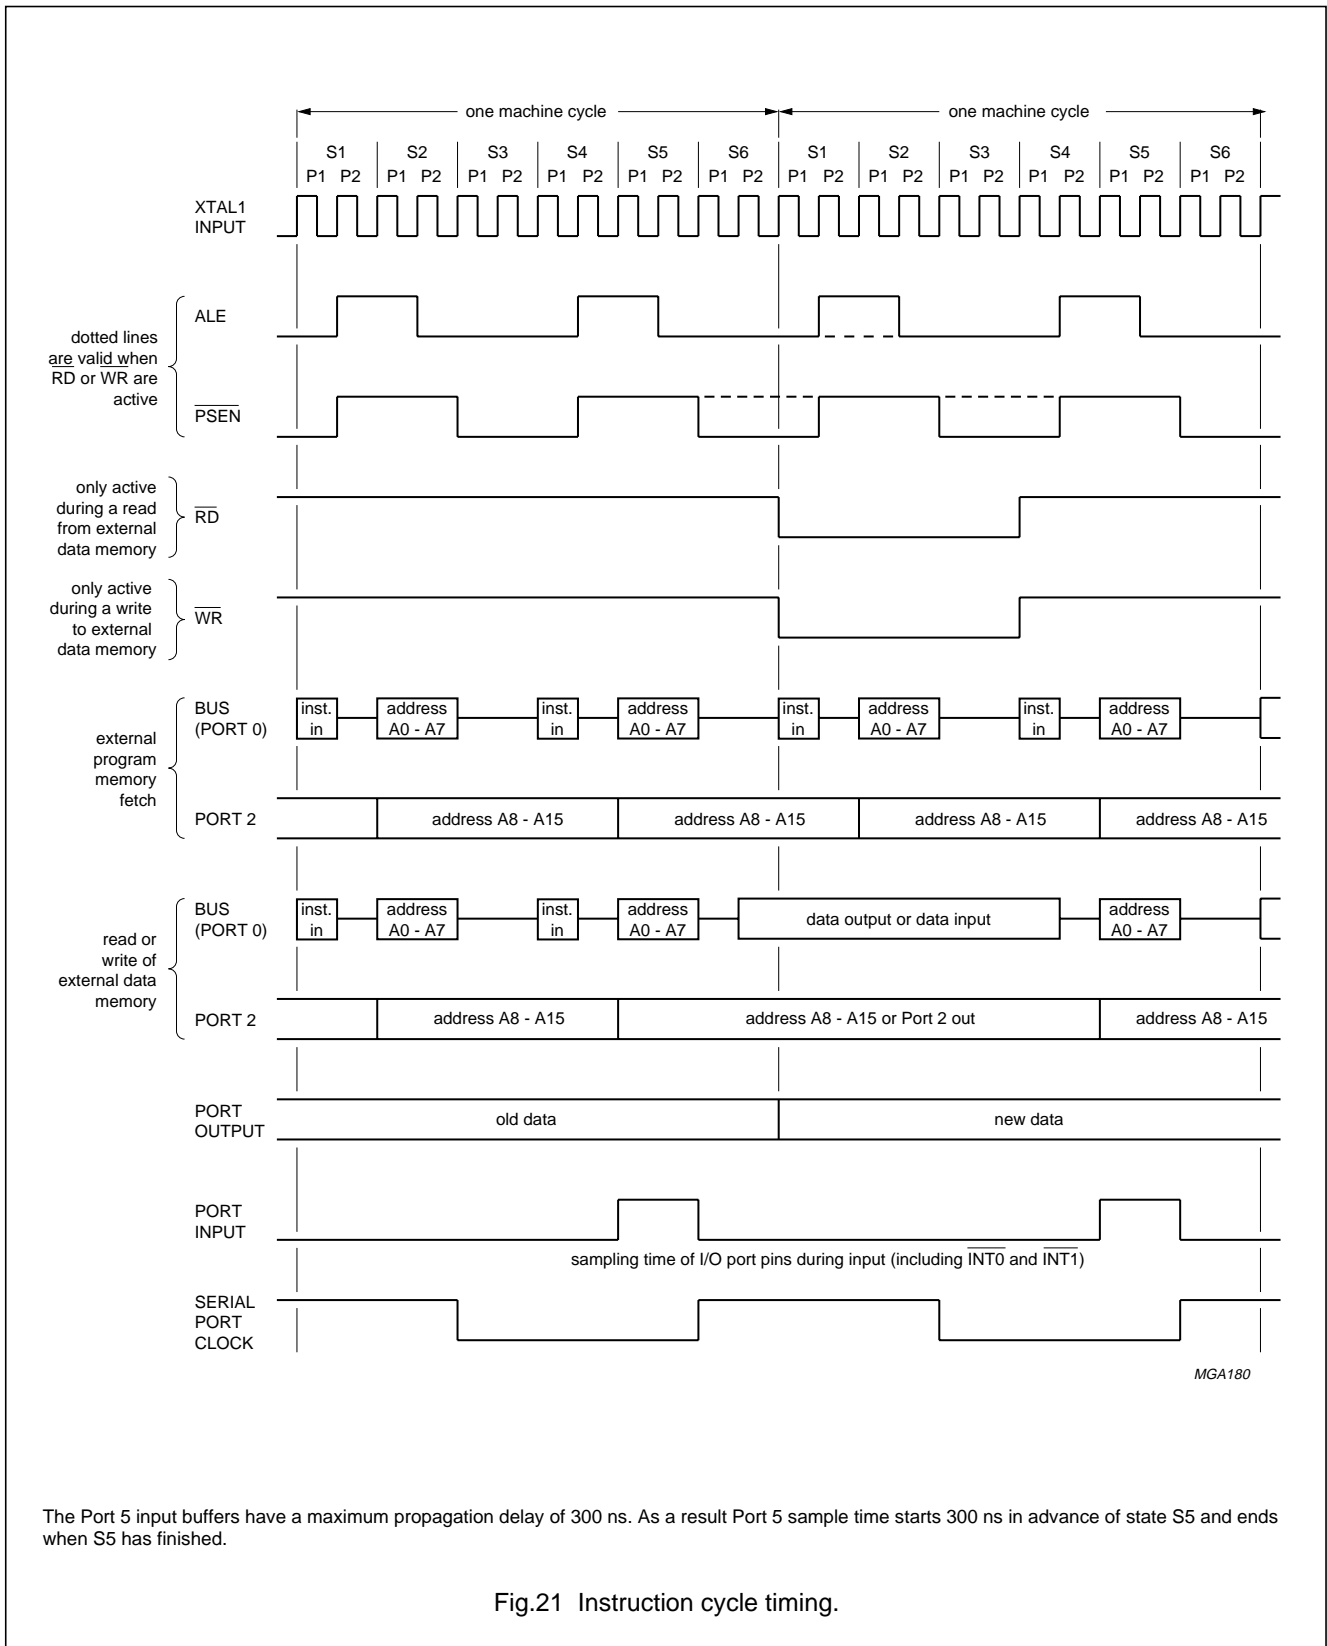 one machine cycle one machine cycle
S1 S2 S3 S4 S5 S6 S1 S2 S3 S4 S5 S6
P1 P2 P1 P2 P1 P2 P1 P2 P1 P2 P1 P2 P1 P2 P1 P2 P1 P2 P1 P2 P1 P2 P1 P2
XTAL1
INPUT
dotted lines
are valid when
RD or WR are
active
ALE
PSEN
only active
during a read
from external
data memory
RD
only active
during a write
to external
data memory
WR
external
program
memory
fetch
BUS
(PORT 0)
inst. address inst. address inst. address inst. address
in A0 - A7 in A0 - A7 in A0 - A7 in A0 - A7
PORT 2
address A8 - A15 address A8 - A15 address A8 - A15 address A8 - A15
read or
write of
external data
memory
BUS
(PORT 0)
inst. address inst. address data output or data input address
in A0 - A7 in A0 - A7 A0 - A7
PORT 2
address A8 - A15 address A8 - A15 or Port 2 out address A8 - A15
PORT
OUTPUT
old data new data
PORT
INPUT
sampling time of I/O port pins during input (including INT0 and INT1)
SERIAL
PORT
CLOCK
MGA180
The Port 5 input buffers have a maximum propagation delay of 300 ns. As a result Port 5 sample time starts 300 ns in advance of state S5 and ends
when S5 has finished.
Fig.21 Instruction cycle timing.